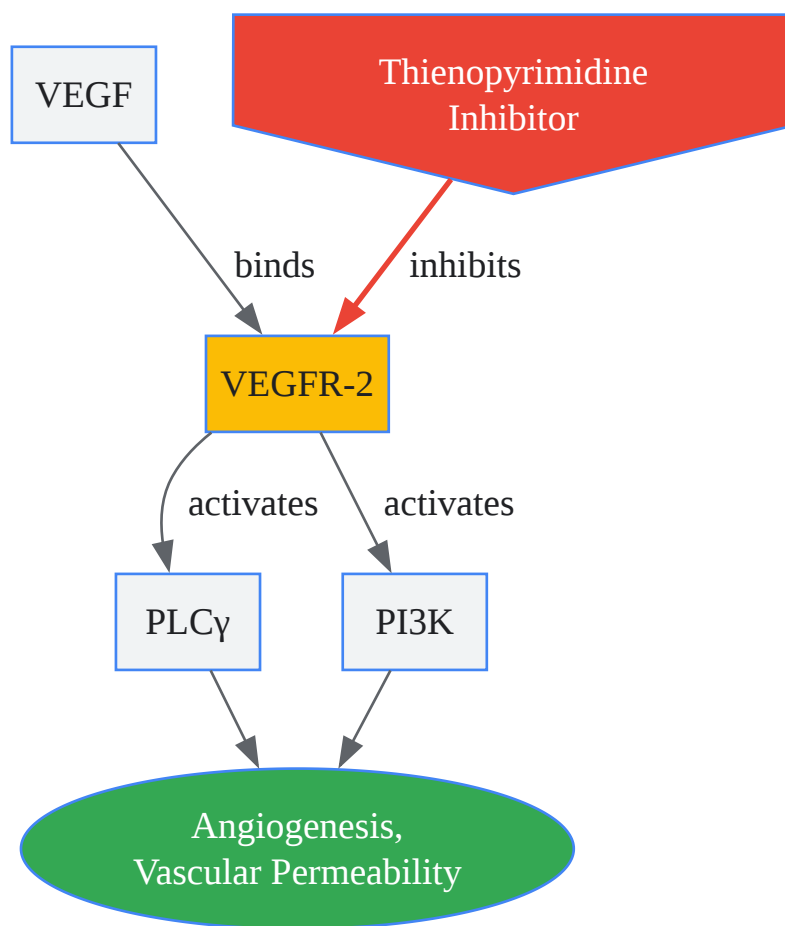 VEGF
Thienopyrimidine
Inhibitor
binds
inhibits
VEGFR-2
activates
activates
PLCγ
PI3K
Angiogenesis,
Vascular Permeability